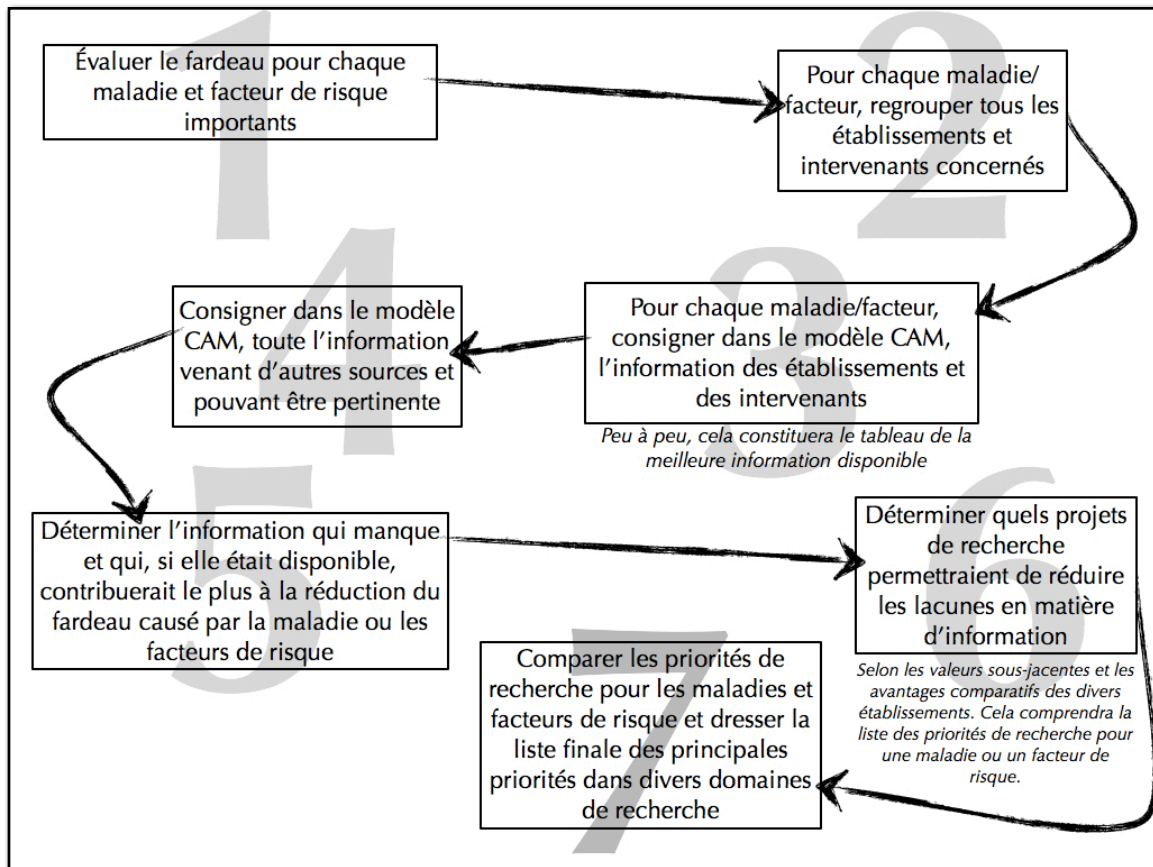 1
Évaluer le fardeau pour chaque
maladie et facteur de risque
importants
2
Pour chaque maladie/
facteur, regrouper tous les
établissements et
intervenants concernés
3
Pour chaque maladie/facteur,
consigner dans le modèle CAM,
l'information des établissements et
des intervenants
Peu à peu, cela constituera le tableau de la
meilleure information disponible
4
Consigner dans le modèle
CAM, toute l'information
venant d'autres sources et
pouvant être pertinente
5
Déterminer l'information qui manque
et qui, si elle était disponible,
contribuerait le plus à la réduction du
fardeau causé par la maladie ou les
facteurs de risque
6
Déterminer quels projets
de recherche
permettraient de réduire
les lacunes en matière
d'information
Selon les valeurs sous-jacentes et les
avantages comparatifs des divers
établissements. Cela comprendra la
liste des priorités de recherche pour
une maladie ou un facteur de
risque.
7
Comparer les priorités de
recherche pour les maladies et
facteurs de risque et dresser la
liste finale des principales
priorités dans divers domaines
de recherche